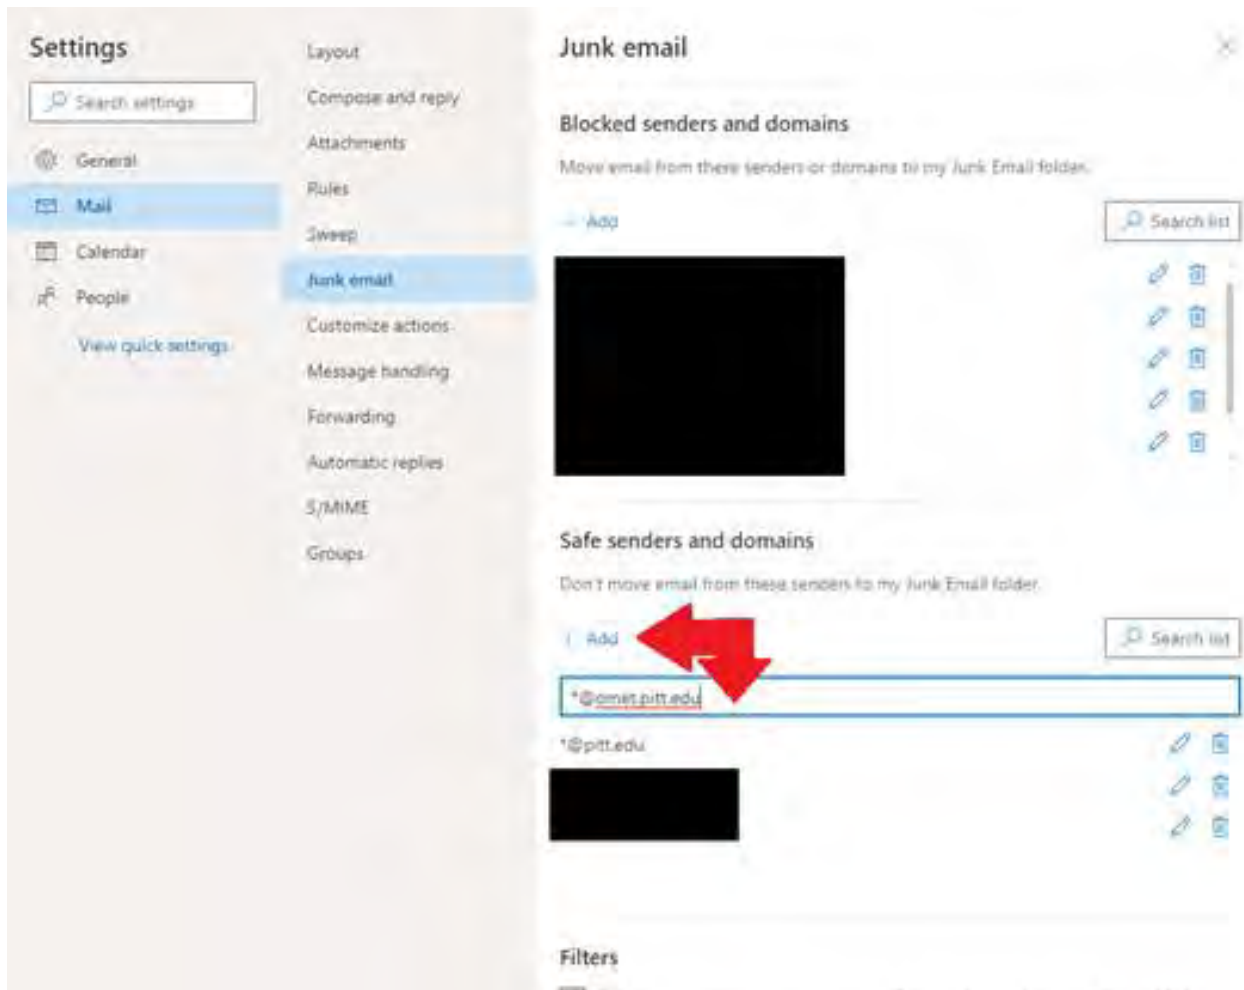 Settings
Search settings
General
Mail
Calendar
People
View quick settings
Layout
Compose and reply
Attachments
Rules
Sweep
Junk email
Customize actions
Message handling
Forwarding
Automatic replies
S/MIME
Groups
Junk email
Blocked senders and domains
Move email from these senders or domains to my Junk Email folder.
Add
Search list
Safe senders and domains
Don't move email from these senders to my Junk Email folder.
+ Add
Search list
*@omet.pitt.edu
*@pitt.edu
Filters